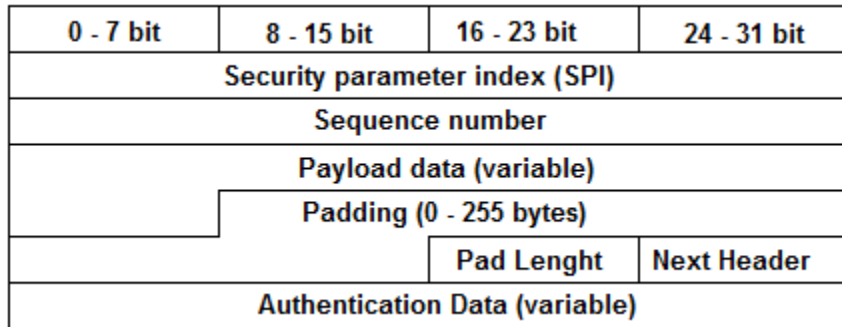 0 - 7 bit 8 - 15 bit 16 - 23 bit 24 - 31 bit
Security parameter index (SPI)
Sequence number
Payload data (variable)
Padding (0 - 255 bytes)
Pad Lenght Next Header
Authentication Data (variable)